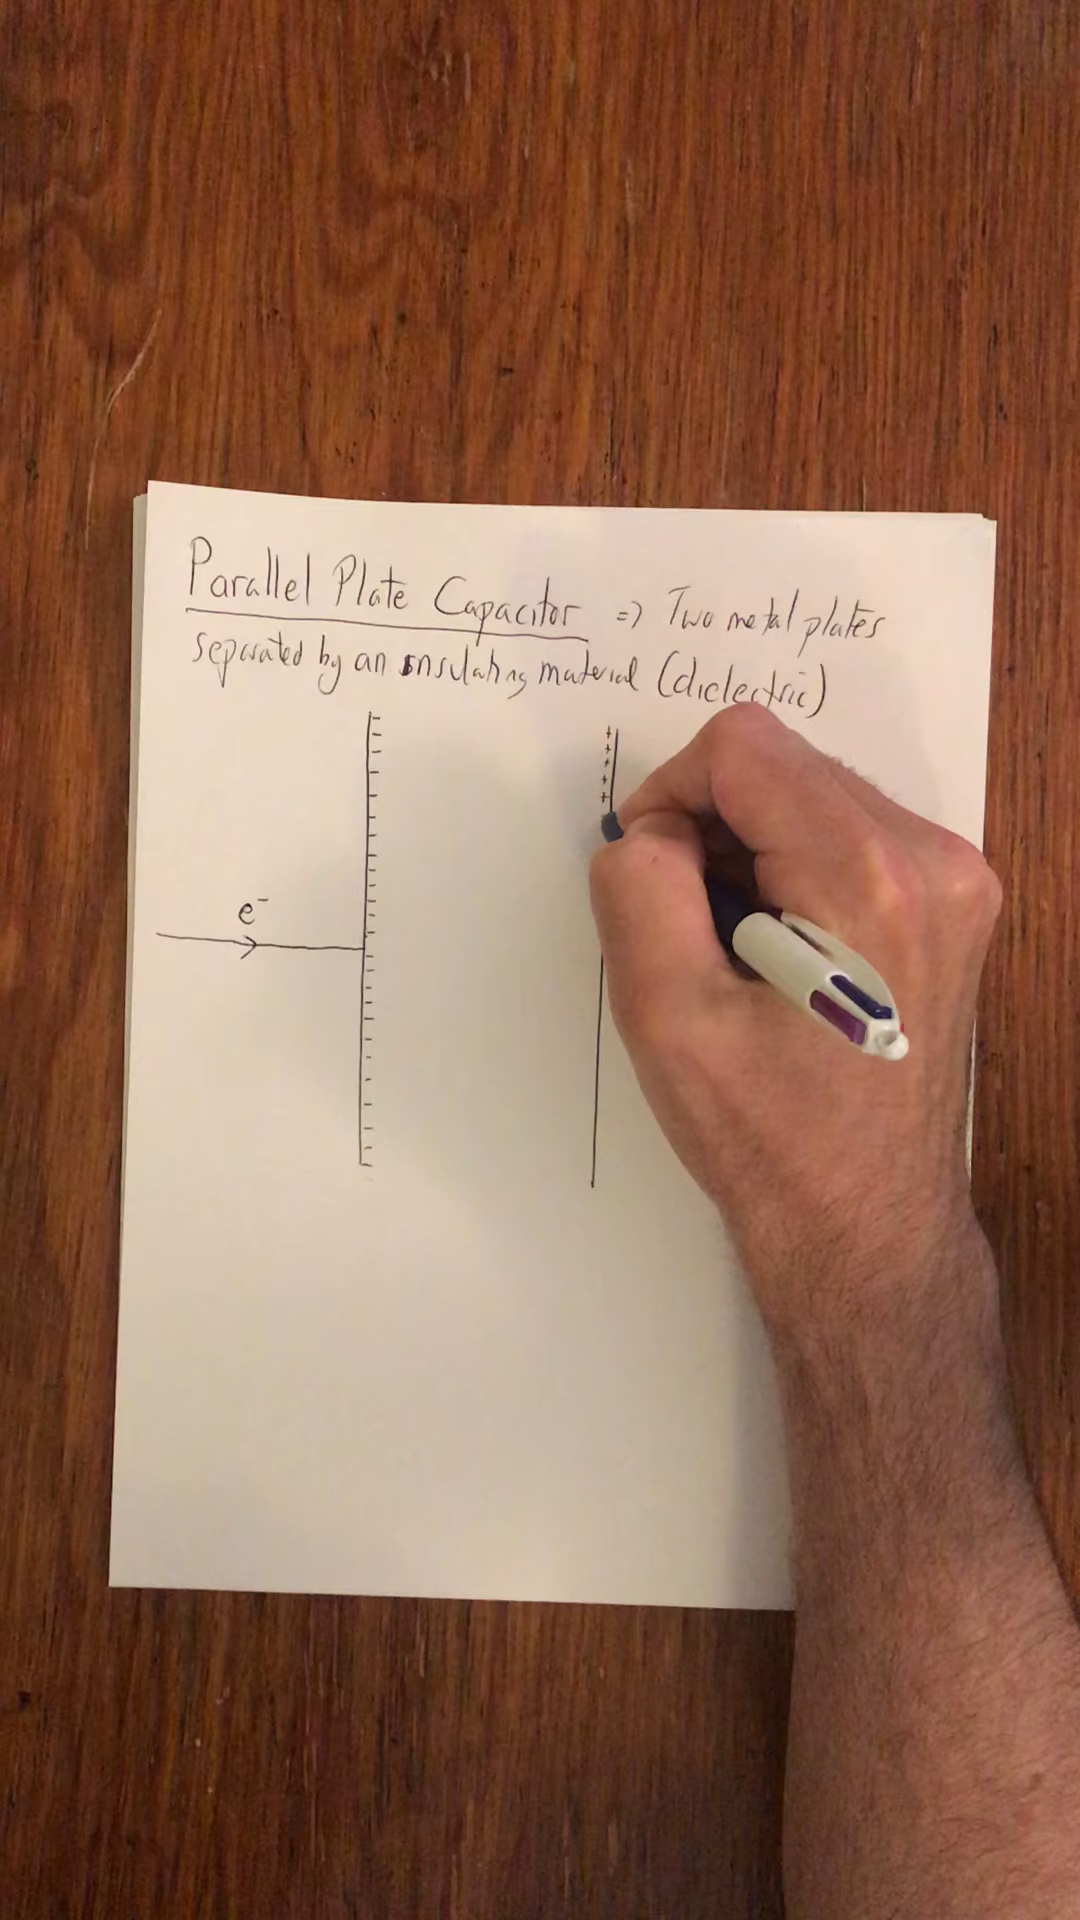 Parallel Plate Capacitor => Two metal plates
separated by an insulating material (dielectric)
e⁻